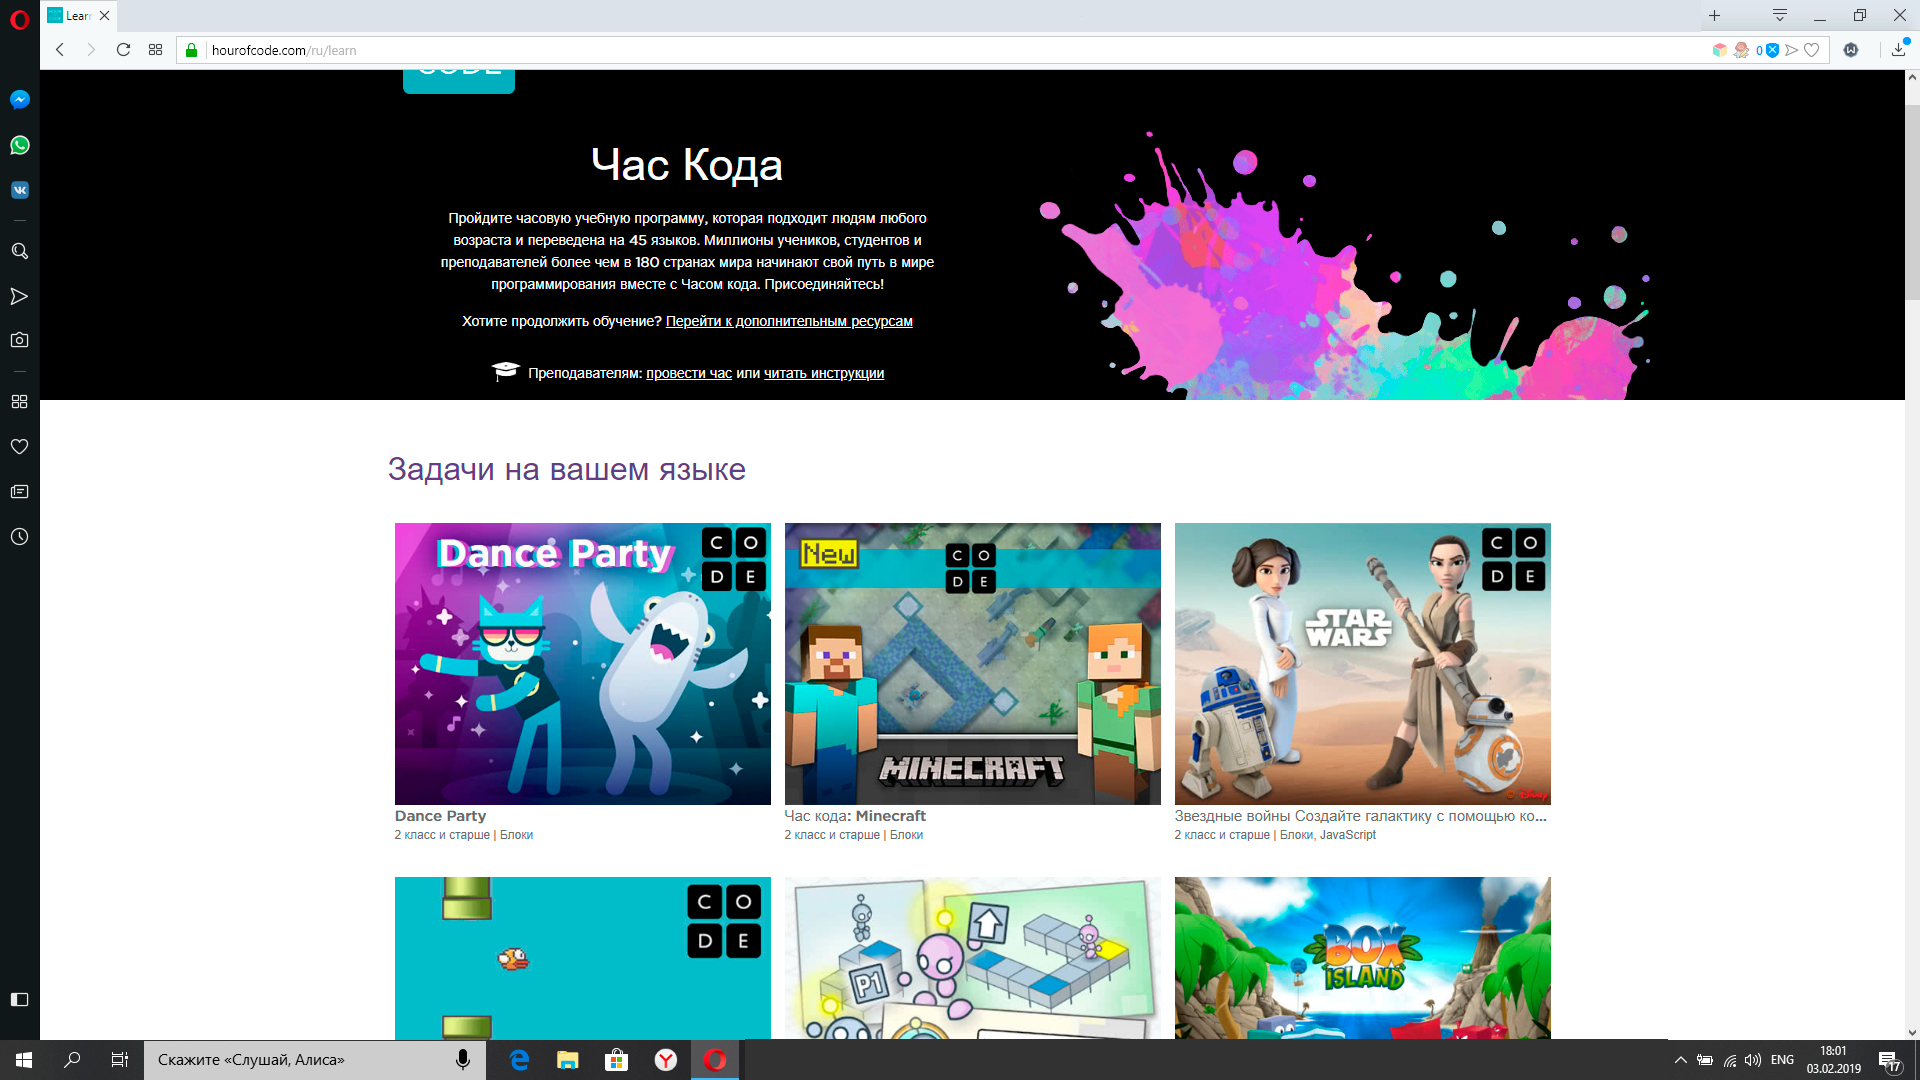 Learn
hourofcode.com/ru/learn
0
CODE
Час Кода
Пройдите часовую учебную программу, которая подходит людям любого
возраста и переведена на 45 языков. Миллионы учеников, студентов и
преподавателей более чем в 180 странах мира начинают свой путь в мире
программирования вместе с Часом кода. Присоединяйтесь!
Хотите продолжить обучение? Перейти к дополнительным ресурсам
Преподавателям: провести час или читать инструкции
Задачи на вашем языке
Dance Party
C O
D E
New
C O
D E
MINECRAFT
STAR
WARS
C O
D E
© Disney
Dance Party
2 класс и старше | Блоки
Час кода: Minecraft
2 класс и старше | Блоки
Звездные войны Создайте галактику с помощью ко...
2 класс и старше | Блоки, JavaScript
C O
D E
P1
BOX
ISLAND
Скажите «Слушай, Алиса»
ENG
18:01
03.02.2019
17